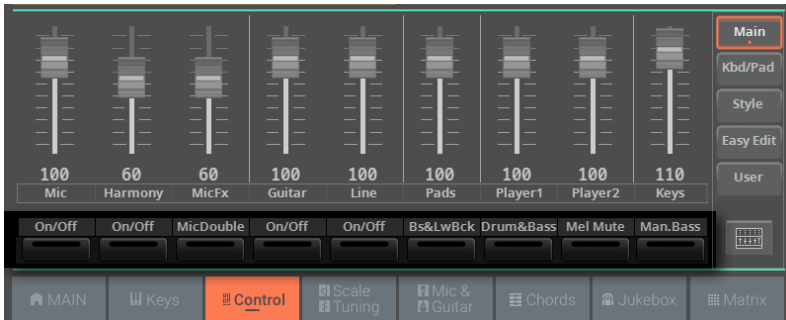 Main
Kbd/Pad
Style
Easy Edit
User
100 60 60 100 100 100 100 100 110
Mic Harmony MicFx Guitar Line Pads Player1 Player2 Keys
On/Off On/Off MicDouble On/Off On/Off Bs&LwBck Drum&Bass Mel Mute Man.Bass
MAIN Keys Control Scale Tuning Mic & Guitar Chords Jukebox Matrix